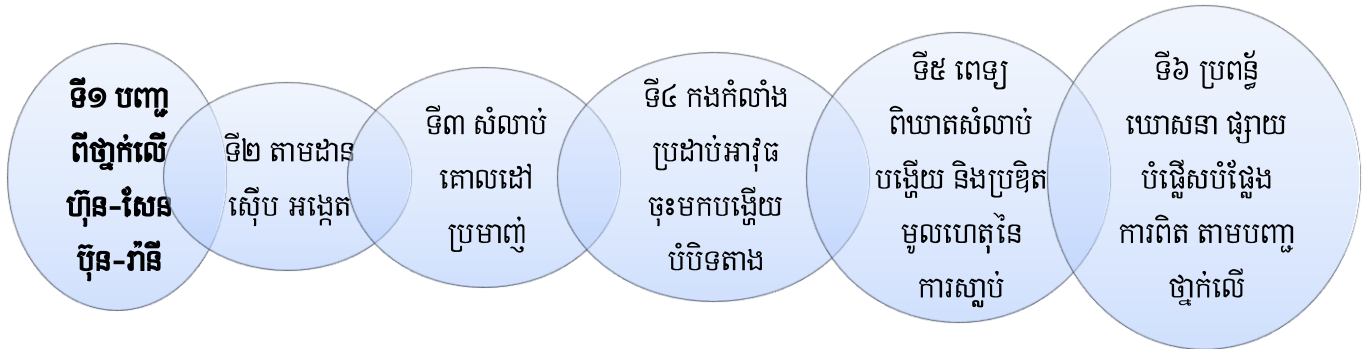 ទី១ បញ្ជា
ពីថ្នាក់លើ
ហ៊ុន-សែន
ប៊ុន-រ៉ានី
ទី២ តាមដាន
ស៊ើប អង្កេត
ទី៣ សំលាប់
គោលដៅ
ប្រមាញ់
ទី៤ កងកំលាំង
ប្រដាប់អាវុធ
ចុះមកបង្ហើយ
បំបិទតាង
ទី៥ ពេទ្យ
ពិឃាតសំលាប់
បង្ហើយ និងប្រឌិត
មូលហេតុនៃ
ការស្លាប់
ទី៦ ប្រពន្ធ័
ឃោសនា ផ្សាយ
បំផ្លើសបំផ្លែង
ការពិត តាមបញ្ជា
ថ្នាក់លើ